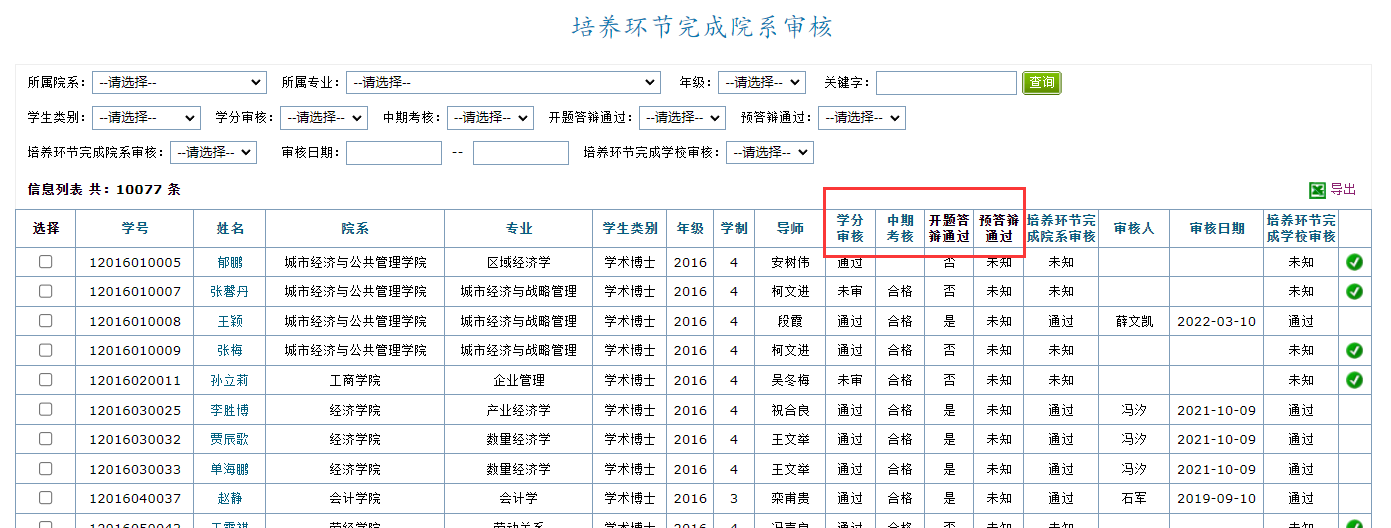 培养环节完成院系审核
所属院系： --请选择-- 所属专业： --请选择-- 年级： --请选择-- 关键字： 查询
学生类别： --请选择-- 学分审核： --请选择-- 中期考核： --请选择-- 开题答辩通过： --请选择-- 预答辩通过： --请选择--
培养环节完成院系审核： --请选择-- 审核日期： -- 培养环节完成学校审核： --请选择--
信息列表 共：10077 条 导出
选择 学号 姓名 院系 专业 学生类别 年级 学制 导师 学分审核 中期考核 开题答辩通过 预答辩通过 培养环节完成院系审核 审核人 审核日期 培养环节完成学校审核
12016010005 郁鹏 城市经济与公共管理学院 区域经济学 学术博士 2016 4 安树伟 通过 否 未知 未知 未知
12016010007 张馨丹 城市经济与公共管理学院 城市经济与战略管理 学术博士 2016 4 柯文进 未审 合格 否 未知 未知 未知
12016010008 王颖 城市经济与公共管理学院 城市经济与战略管理 学术博士 2016 4 段霞 通过 合格 是 未知 通过 薛文凯 2022-03-10 通过
12016010009 张梅 城市经济与公共管理学院 城市经济与战略管理 学术博士 2016 4 柯文进 通过 合格 否 未知 未知 未知
12016020011 孙立莉 工商学院 企业管理 学术博士 2016 4 吴冬梅 未审 合格 否 未知 未知 未知
12016030025 李胜博 经济学院 产业经济学 学术博士 2016 4 祝合良 通过 合格 是 未知 通过 冯汐 2021-10-09 通过
12016030032 贾辰歌 经济学院 数量经济学 学术博士 2016 4 王文举 通过 合格 是 未知 通过 冯汐 2021-10-09 通过
12016030033 单海鹏 经济学院 数量经济学 学术博士 2016 4 王文举 通过 合格 是 未知 通过 冯汐 2021-10-09 通过
12016040037 赵静 会计学院 会计学 学术博士 2016 3 栾甫贵 通过 合格 是 未知 通过 石军 2019-09-10 通过